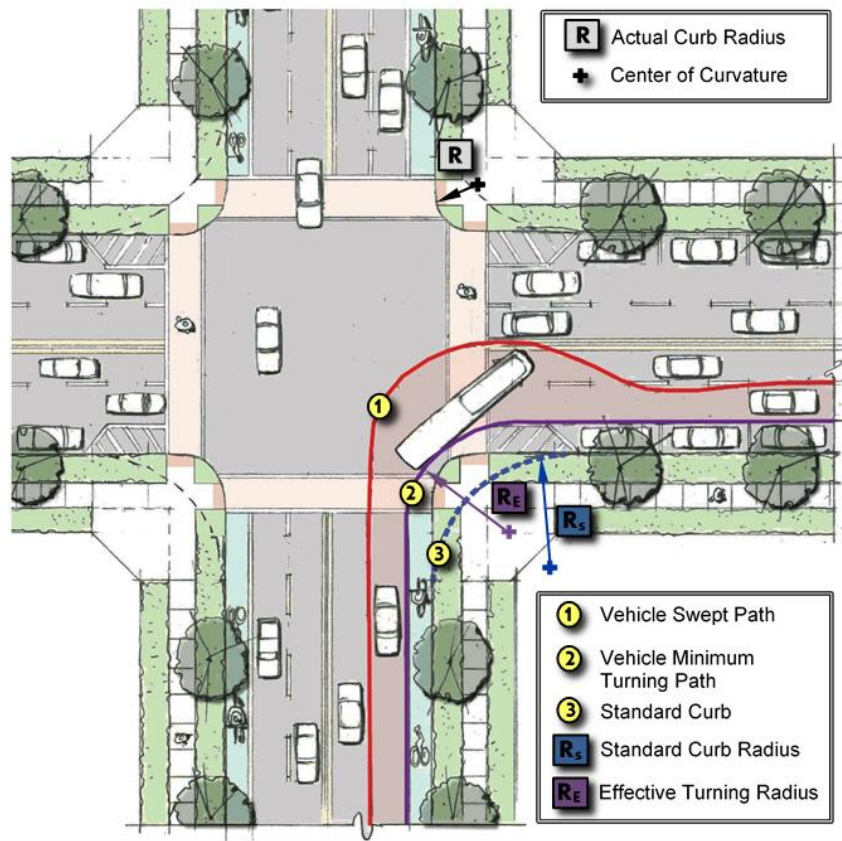 R Actual Curb Radius
Center of Curvature
R
1
2
RE
Rs
3
1 Vehicle Swept Path
2 Vehicle Minimum
Turning Path
3 Standard Curb
Rs Standard Curb Radius
RE Effective Turning Radius